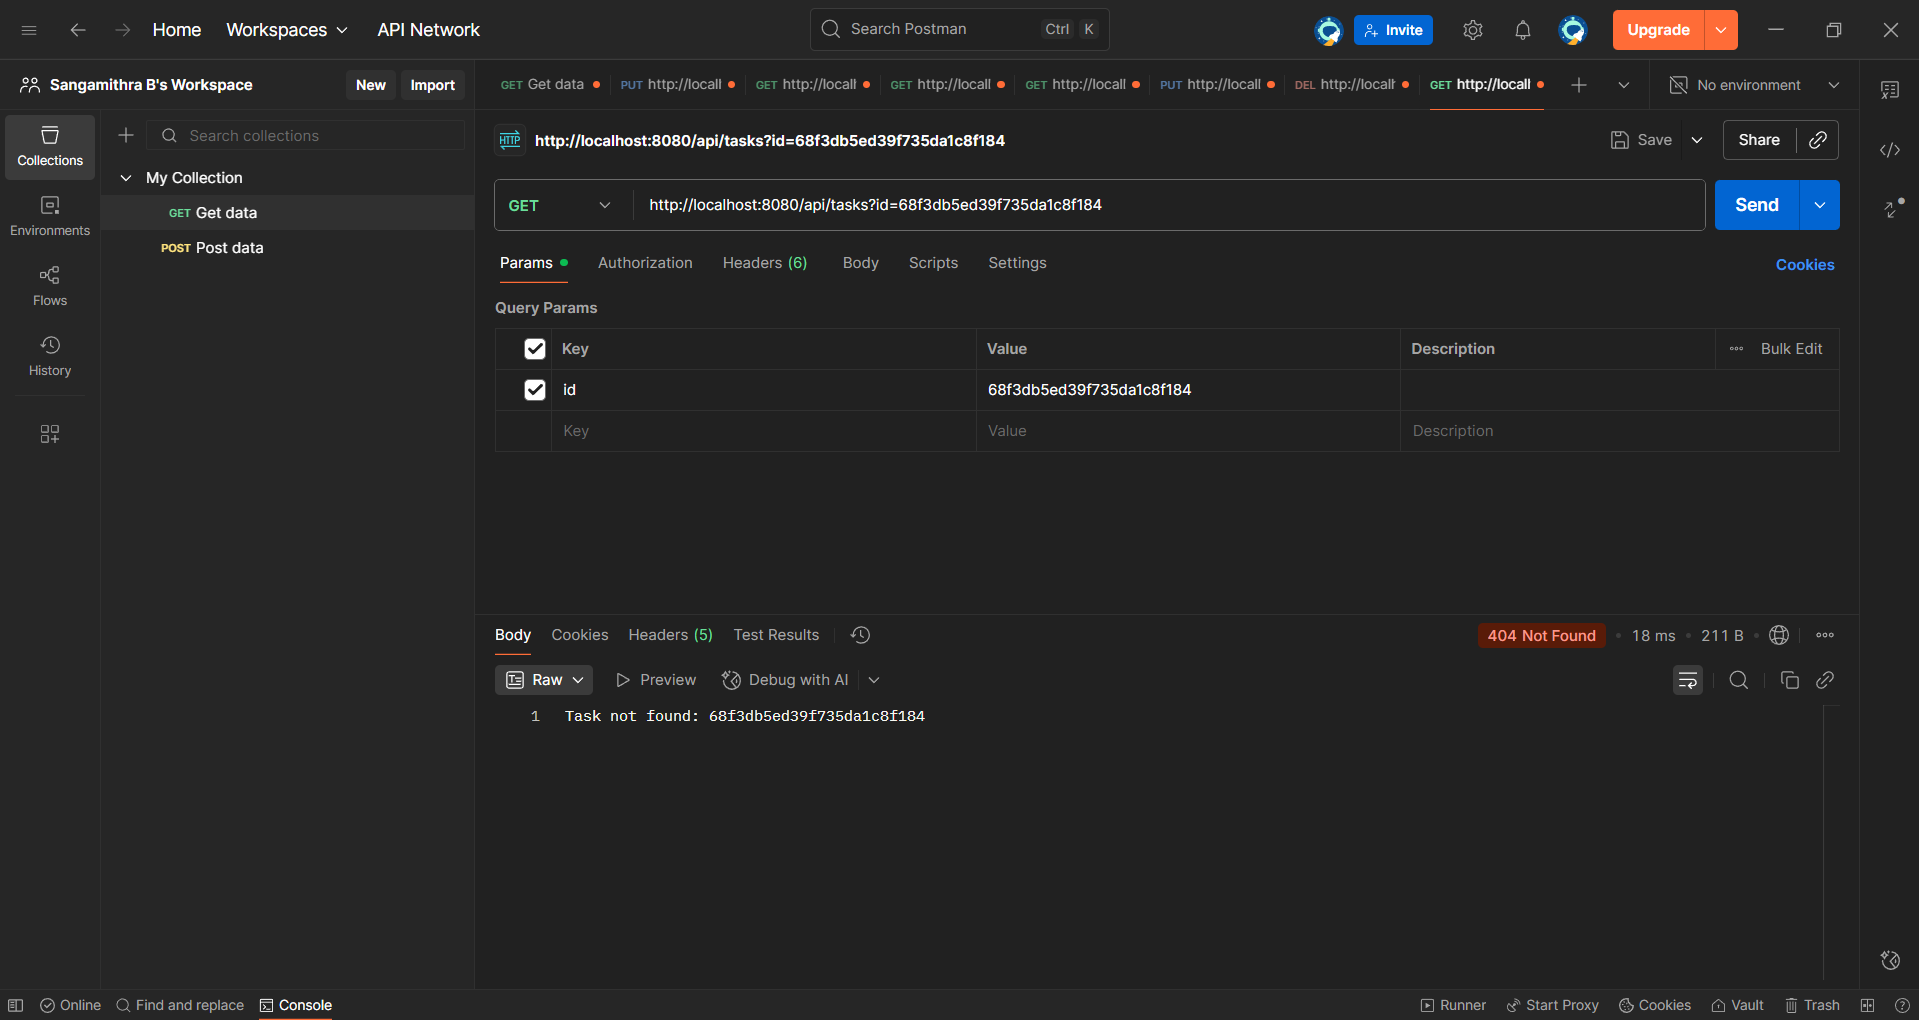 Home Workspaces API Network Search Postman Ctrl K Invite Upgrade
Sangamithra B's Workspace New Import
GET Get data PUT http://locall GET http://locall GET http://locall GET http://locall PUT http://locall DEL http://localh GET http://locall No environment
Collections
Environments
Flows
History
Search collections
My Collection
GET Get data
POST Post data
HTTP http://localhost:8080/api/tasks?id=68f3db5ed39f735da1c8f184 Save Share
GET http://localhost:8080/api/tasks?id=68f3db5ed39f735da1c8f184 Send
Params Authorization Headers (6) Body Scripts Settings Cookies
Query Params
Key Value Description Bulk Edit
id 68f3db5ed39f735da1c8f184
Key Value Description
Body Cookies Headers (5) Test Results 404 Not Found 18 ms 211 B
Raw Preview Debug with AI
1 Task not found: 68f3db5ed39f735da1c8f184
Online Find and replace Console Runner Start Proxy Cookies Vault Trash